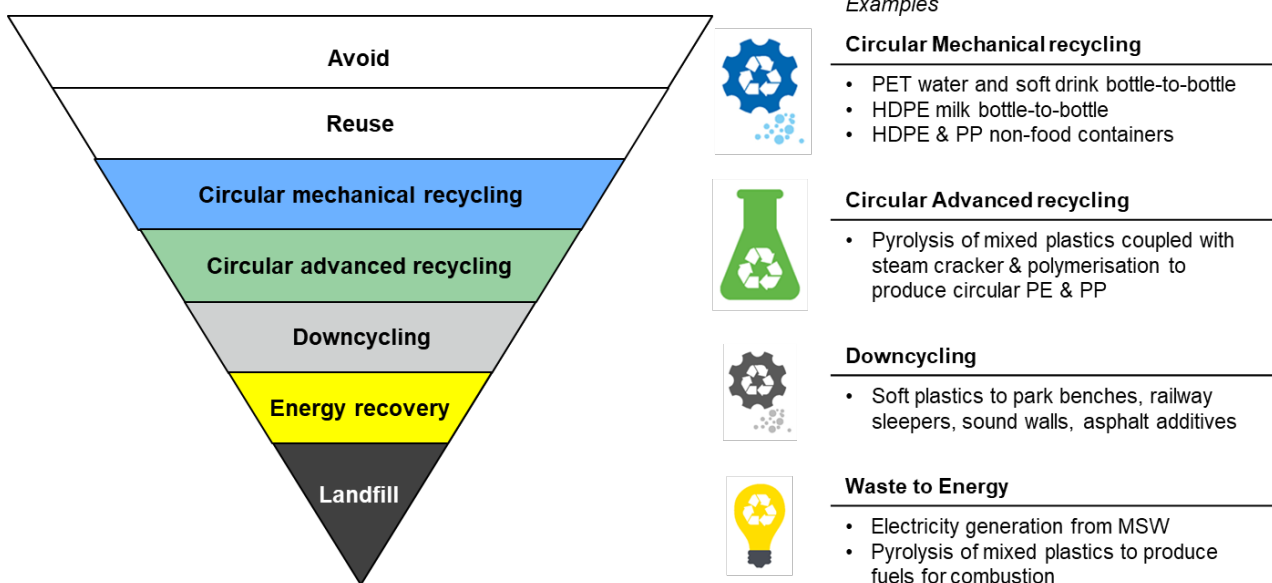 Avoid
Reuse
Circular mechanical recycling
Circular advanced recycling
Downcycling
Energy recovery
Landfill
Examples
Circular Mechanical recycling
• PET water and soft drink bottle-to-bottle
• HDPE milk bottle-to-bottle
• HDPE & PP non-food containers
Circular Advanced recycling
• Pyrolysis of mixed plastics coupled with
steam cracker & polymerisation to
produce circular PE & PP
Downcycling
• Soft plastics to park benches, railway
sleepers, sound walls, asphalt additives
Waste to Energy
• Electricity generation from MSW
• Pyrolysis of mixed plastics to produce
fuels for combustion